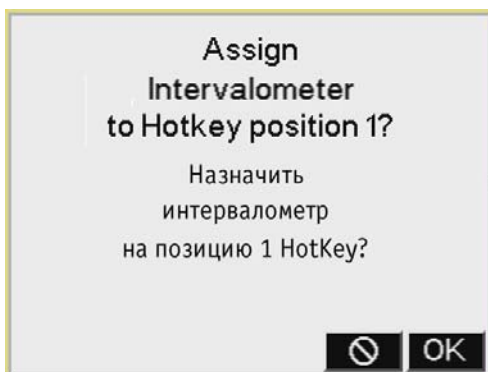 Assign
Intervalometer
to Hotkey position 1?
Назначить
интервалометр
на позицию 1 HotKey?
OK